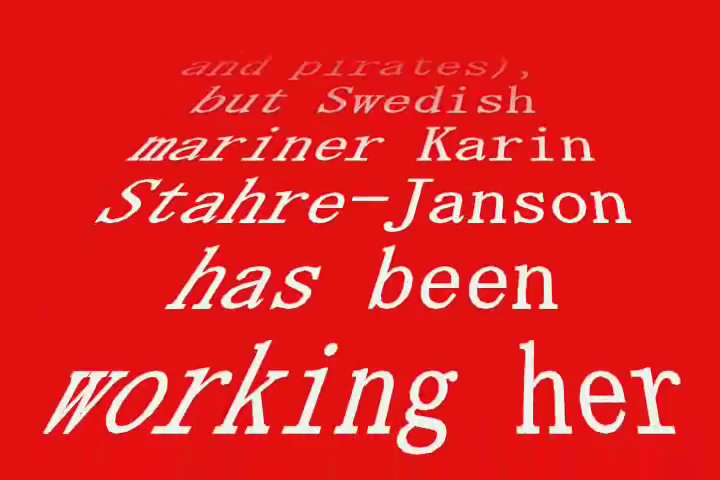 and pirates),
but Swedish
mariner Karin
Stahre-Janson
has been
working her